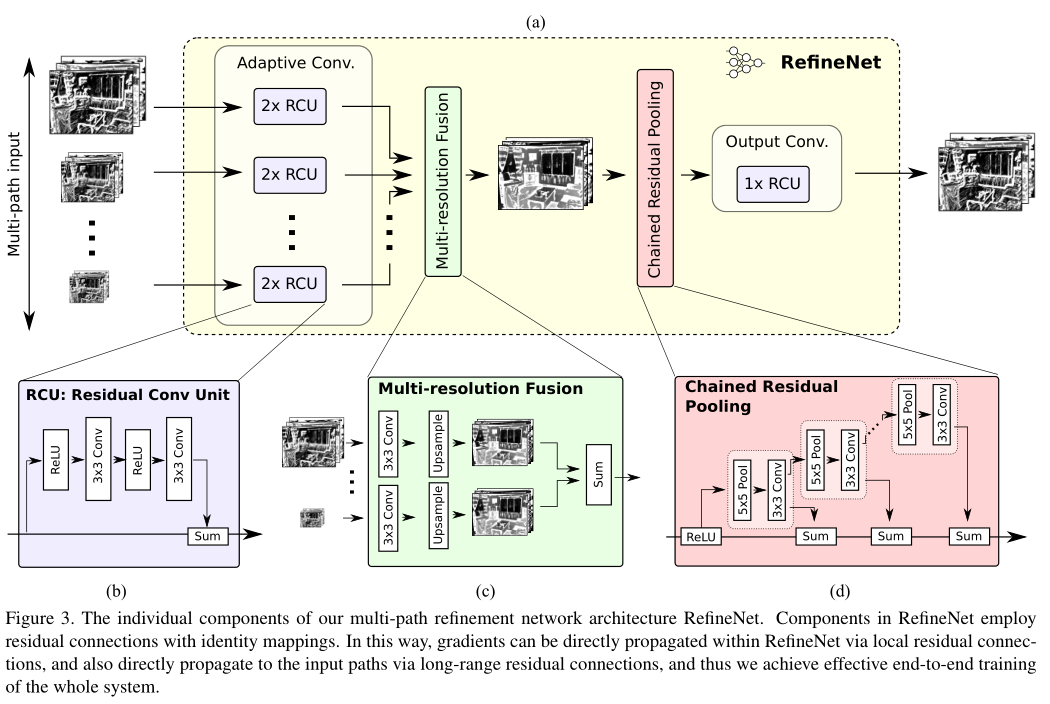 (a)
Multi-path input
Adaptive Conv.
2x RCU
2x RCU
2x RCU
Multi-resolution Fusion
Chained Residual Pooling
RefineNet
Output Conv.
1x RCU
RCU: Residual Conv Unit
ReLU
3x3 Conv
ReLU
3x3 Conv
Sum
Multi-resolution Fusion
3x3 Conv
Upsample
3x3 Conv
Upsample
Sum
Chained Residual
Pooling
ReLU
5x5 Pool
3x3 Conv
5x5 Pool
3x3 Conv
5x5 Pool
3x3 Conv
Sum
Sum
Sum
(b)
(c)
(d)
Figure 3. The individual components of our multi-path refinement network architecture RefineNet. Components in RefineNet employ
residual connections with identity mappings. In this way, gradients can be directly propagated within RefineNet via local residual connec-
tions, and also directly propagate to the input paths via long-range residual connections, and thus we achieve effective end-to-end training
of the whole system.